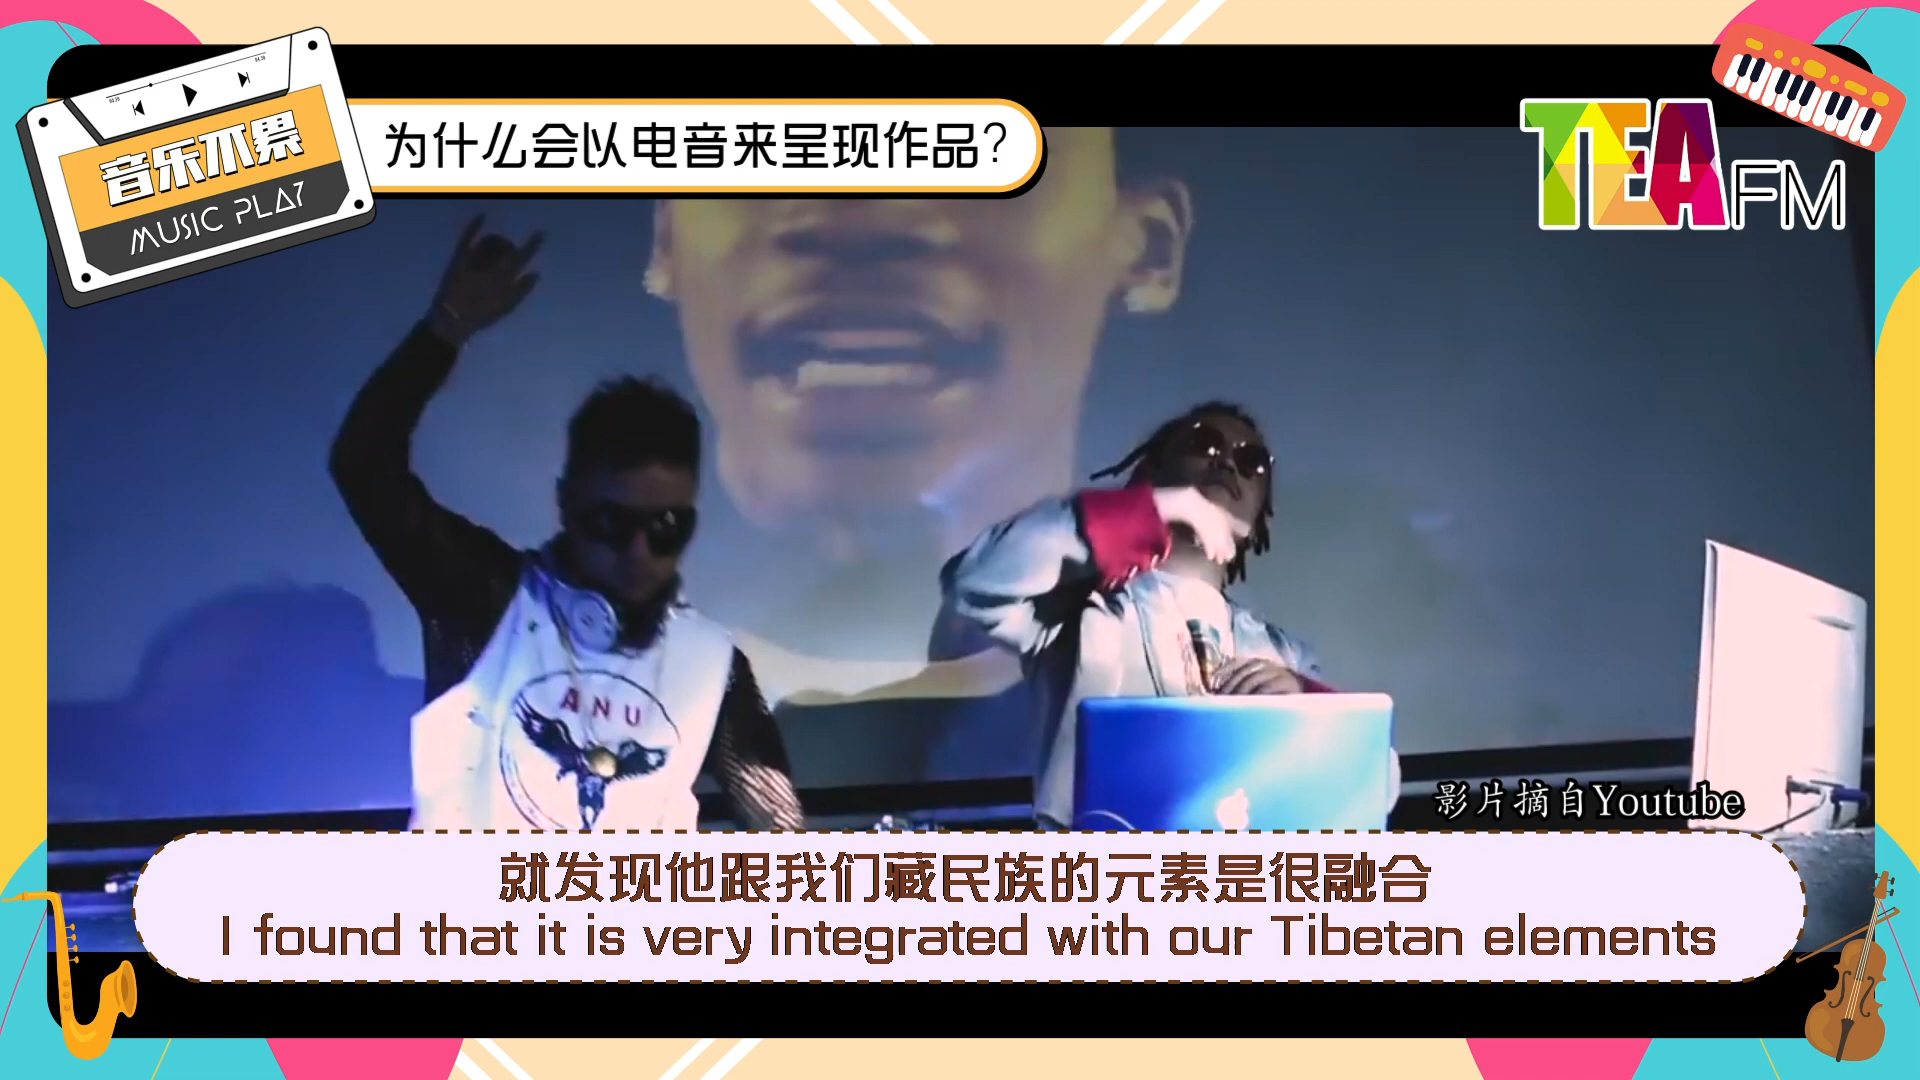 音乐不累
MUSIC PLAY
为什么会以电音来呈现作品?
TEA FM
ANU
影片摘自Youtube
就发现他跟我们藏民族的元素是很融合
I found that it is very integrated with our Tibetan elements